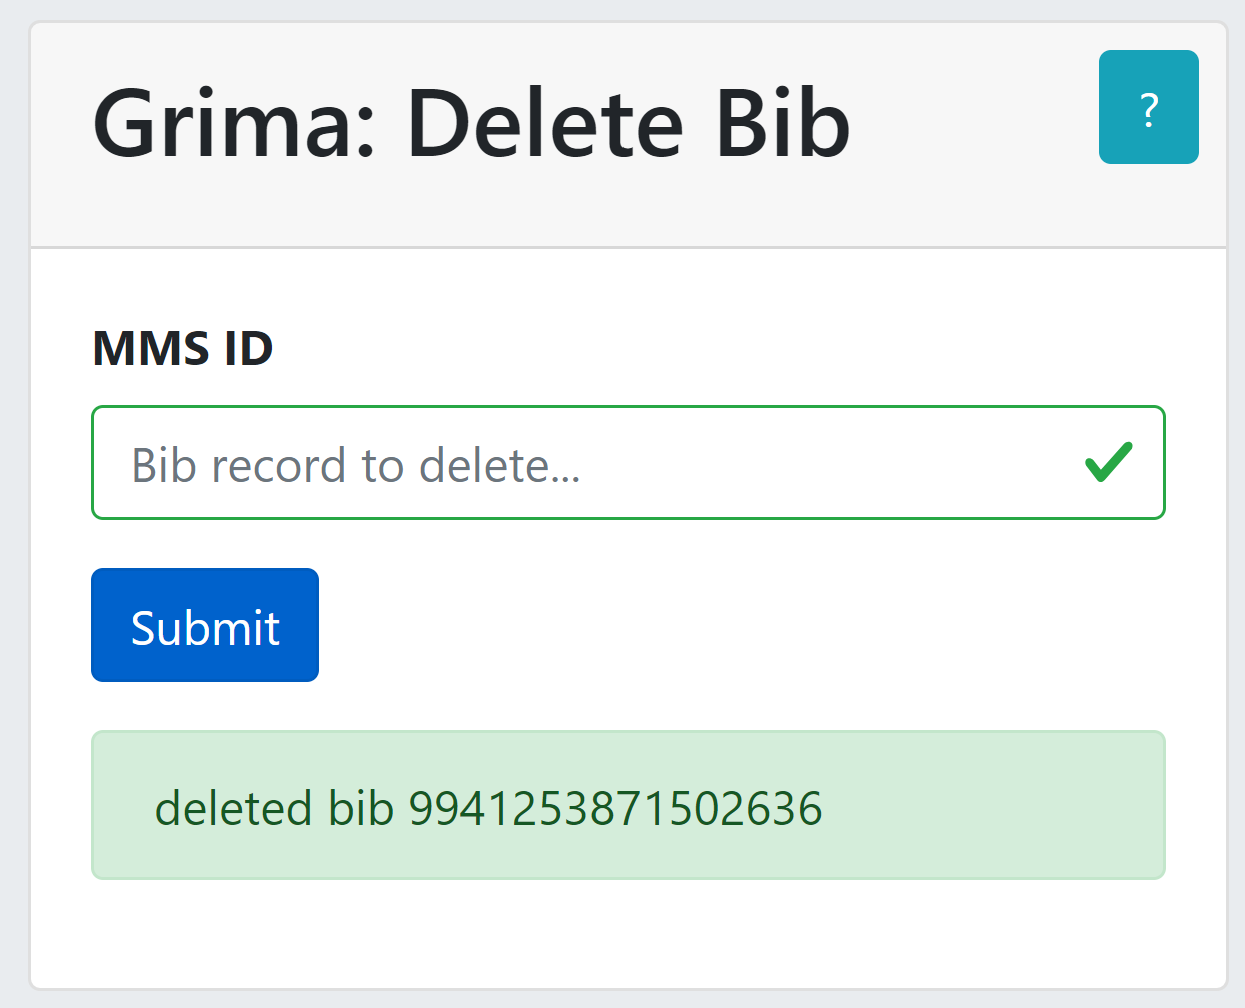 Grima: Delete Bib
?
MMS ID
Bib record to delete...
Submit
deleted bib 9941253871502636